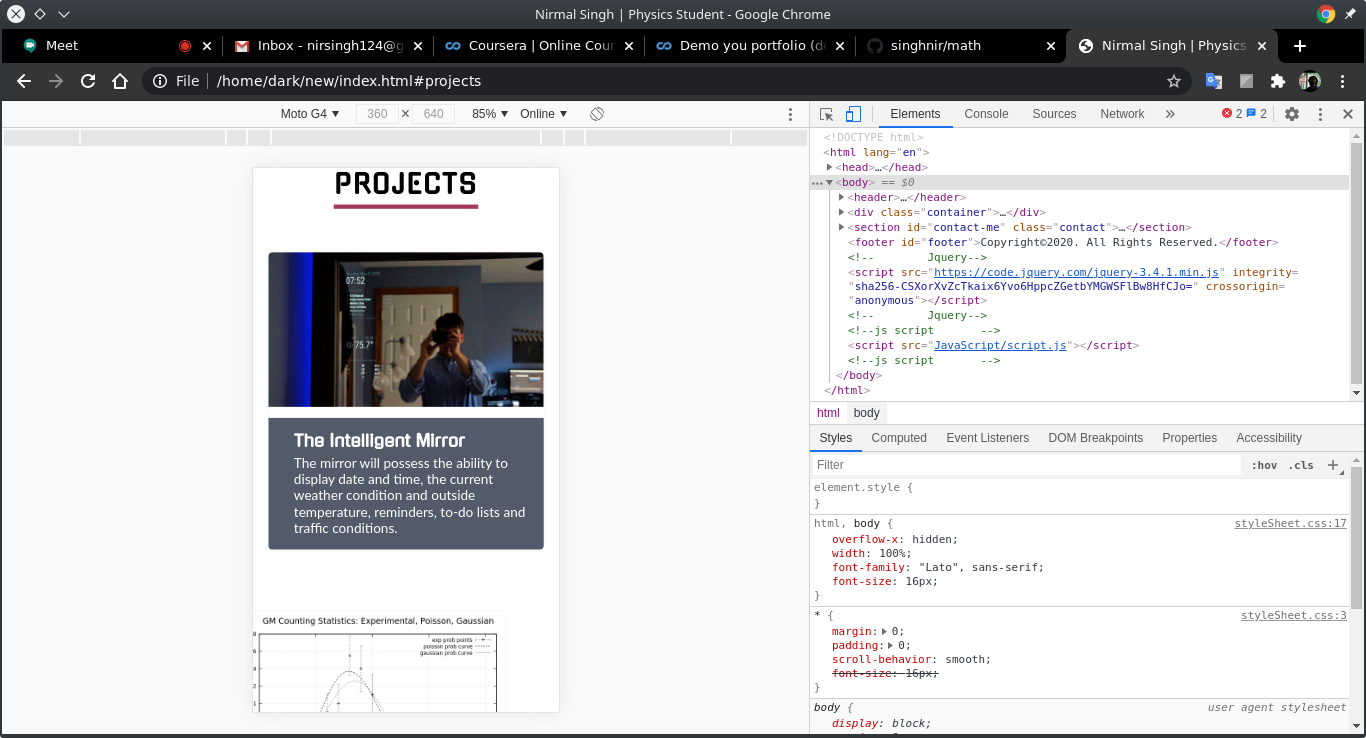 Nirmal Singh | Physics Student - Google Chrome
Meet
Inbox - nirsingh124@g
Coursera | Online Cour
Demo you portfolio (de
singhnir/math
Nirmal Singh | Physics
File
/home/dark/new/index.html#projects
Moto G4 360 × 640 85% Online
PROJECTS
07:52
75.7°
The Intelligent Mirror
The mirror will possess the ability to
display date and time, the current
weather condition and outside
temperature, reminders, to-do lists and
traffic conditions.
GM Counting Statistics: Experimental, Poisson, Gaussian
exp prob points
poisson prob curve
gaussian prob curve
8
6
4
2
1
Elements Console Sources Network » 2 2
<!DOCTYPE html>
<html lang="en">
<head>…</head>
<body> == $0
<header>…</header>
<div class="container">…</div>
<section id="contact-me" class="contact">…</section>
<footer id="footer">Copyright©2020. All Rights Reserved.</footer>
<!-- Jquery-->
<script src="https://code.jquery.com/jquery-3.4.1.min.js" integrity=
"sha256-CSXorXvZcTkaix6Yvo6HppcZGetbYMGWSFlBw8HfCJo=" crossorigin=
"anonymous"></script>
<!-- Jquery-->
<!--js script -->
<script src="JavaScript/script.js"></script>
<!--js script -->
</body>
</html>
html body
Styles Computed Event Listeners DOM Breakpoints Properties Accessibility
Filter :hov .cls +
element.style {
}
html, body { styleSheet.css:17
overflow-x: hidden;
width: 100%;
font-family: "Lato", sans-serif;
font-size: 16px;
}
* { styleSheet.css:3
margin: 0;
padding: 0;
scroll-behavior: smooth;
font-size: 16px;
}
body { user agent stylesheet
display: block;